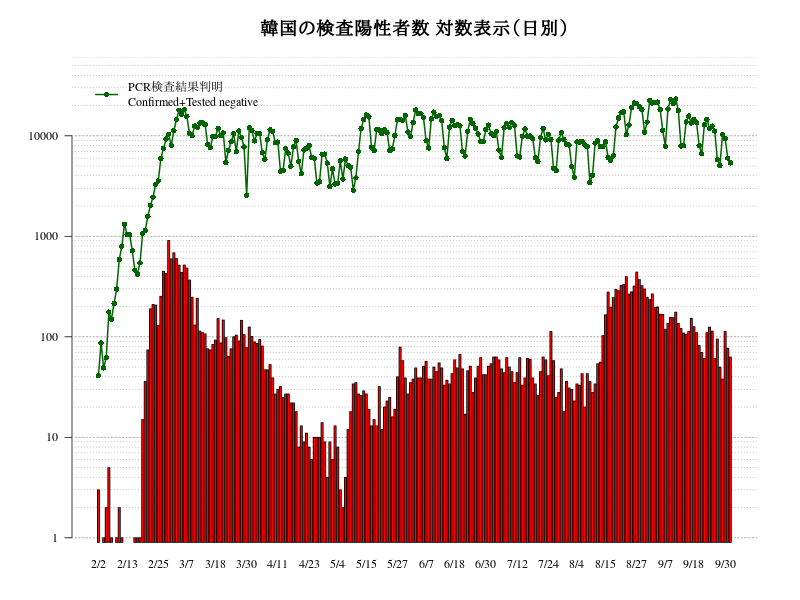 韓国の検査陽性者数 対数表示(日別)
PCR検査結果判明
Confirmed+Tested negative
10000
1000
100
10
1
2/2 2/13 2/25 3/7 3/18 3/30 4/11 4/23 5/4 5/15 5/27 6/7 6/18 6/30 7/12 7/24 8/4 8/15 8/27 9/7 9/18 9/30